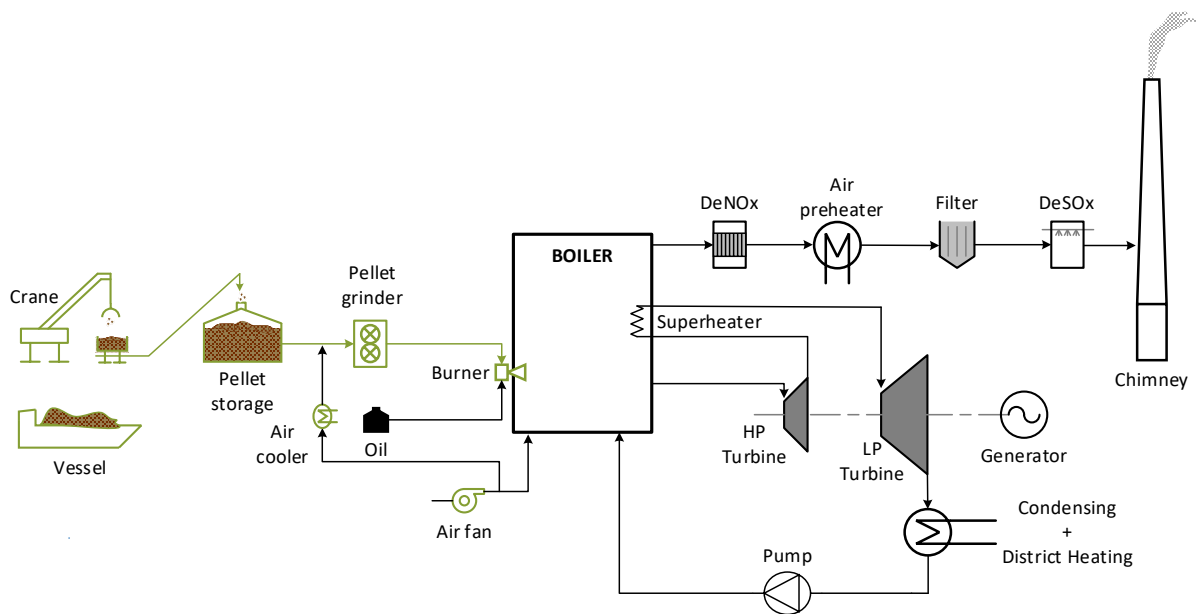 Crane
Vessel
Pellet
storage
Air
cooler
Pellet
grinder
Oil
Burner
Air fan
BOILER
Superheater
DeNOx
Air
preheater
Filter
DeSOx
Chimney
HP
Turbine
LP
Turbine
Generator
Condensing
+
District Heating
Pump